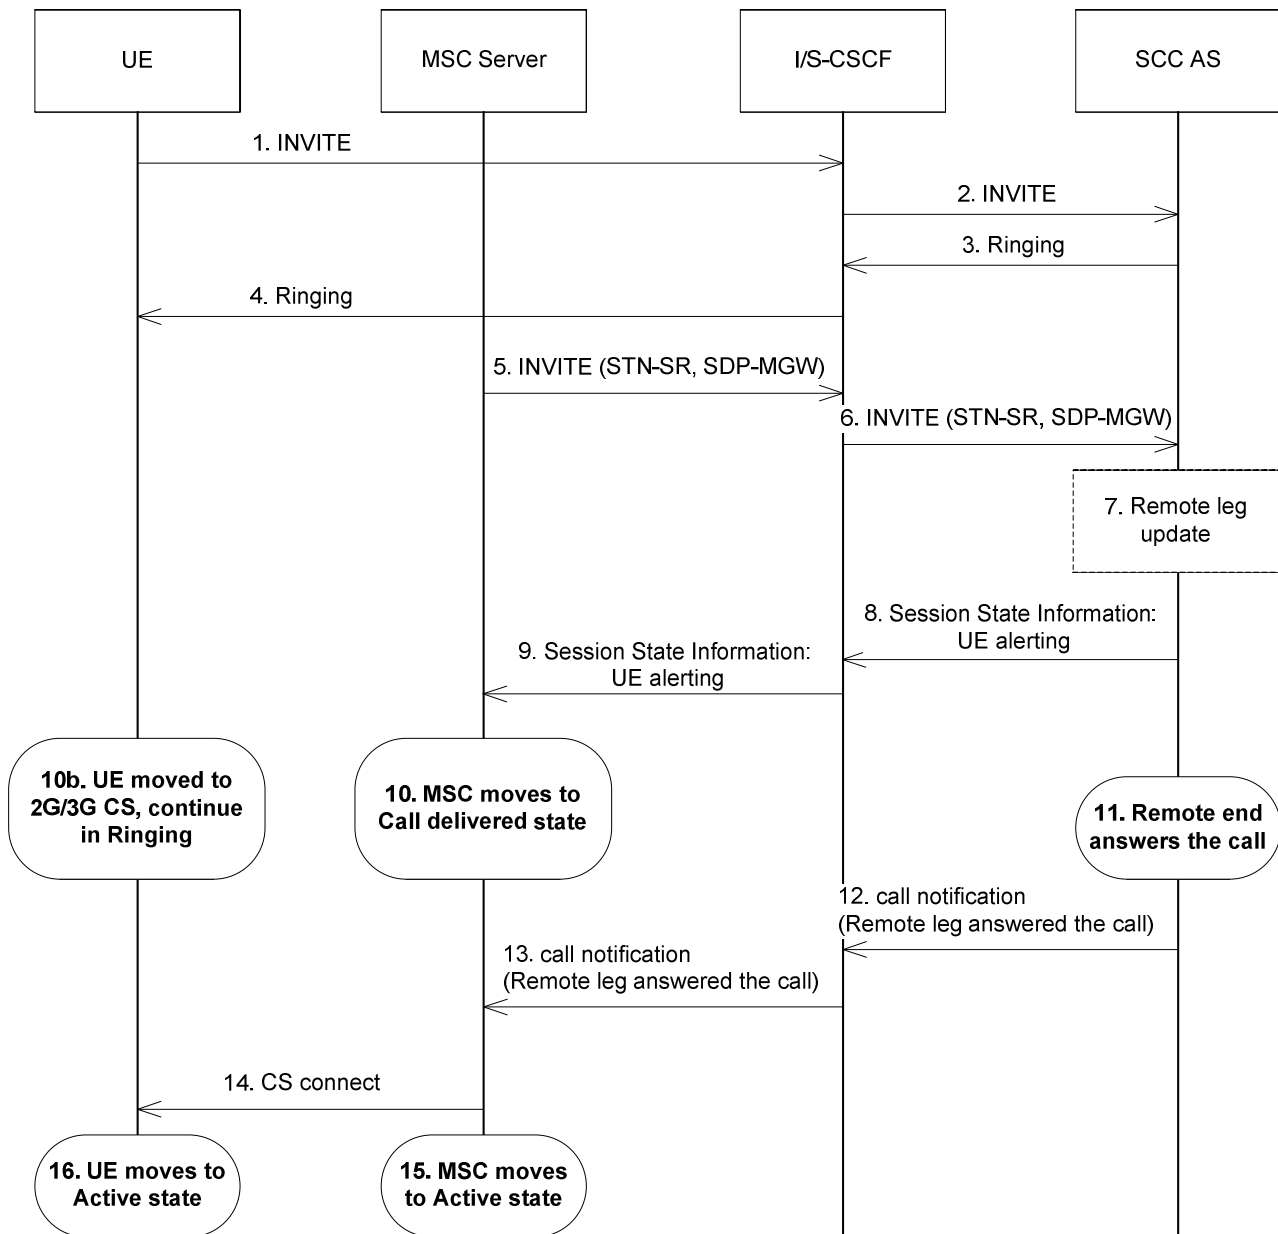 UE
MSC Server
I/S-CSCF
SCC AS
1. INVITE
2. INVITE
3. Ringing
4. Ringing
5. INVITE (STN-SR, SDP-MGW)
6. INVITE (STN-SR, SDP-MGW)
7. Remote leg
update
8. Session State Information:
UE alerting
9. Session State Information:
UE alerting
10b. UE moved to
2G/3G CS, continue
in Ringing
10. MSC moves to
Call delivered state
11. Remote end
answers the call
12. call notification
(Remote leg answered the call)
13. call notification
(Remote leg answered the call)
14. CS connect
16. UE moves to
Active state
15. MSC moves
to Active state